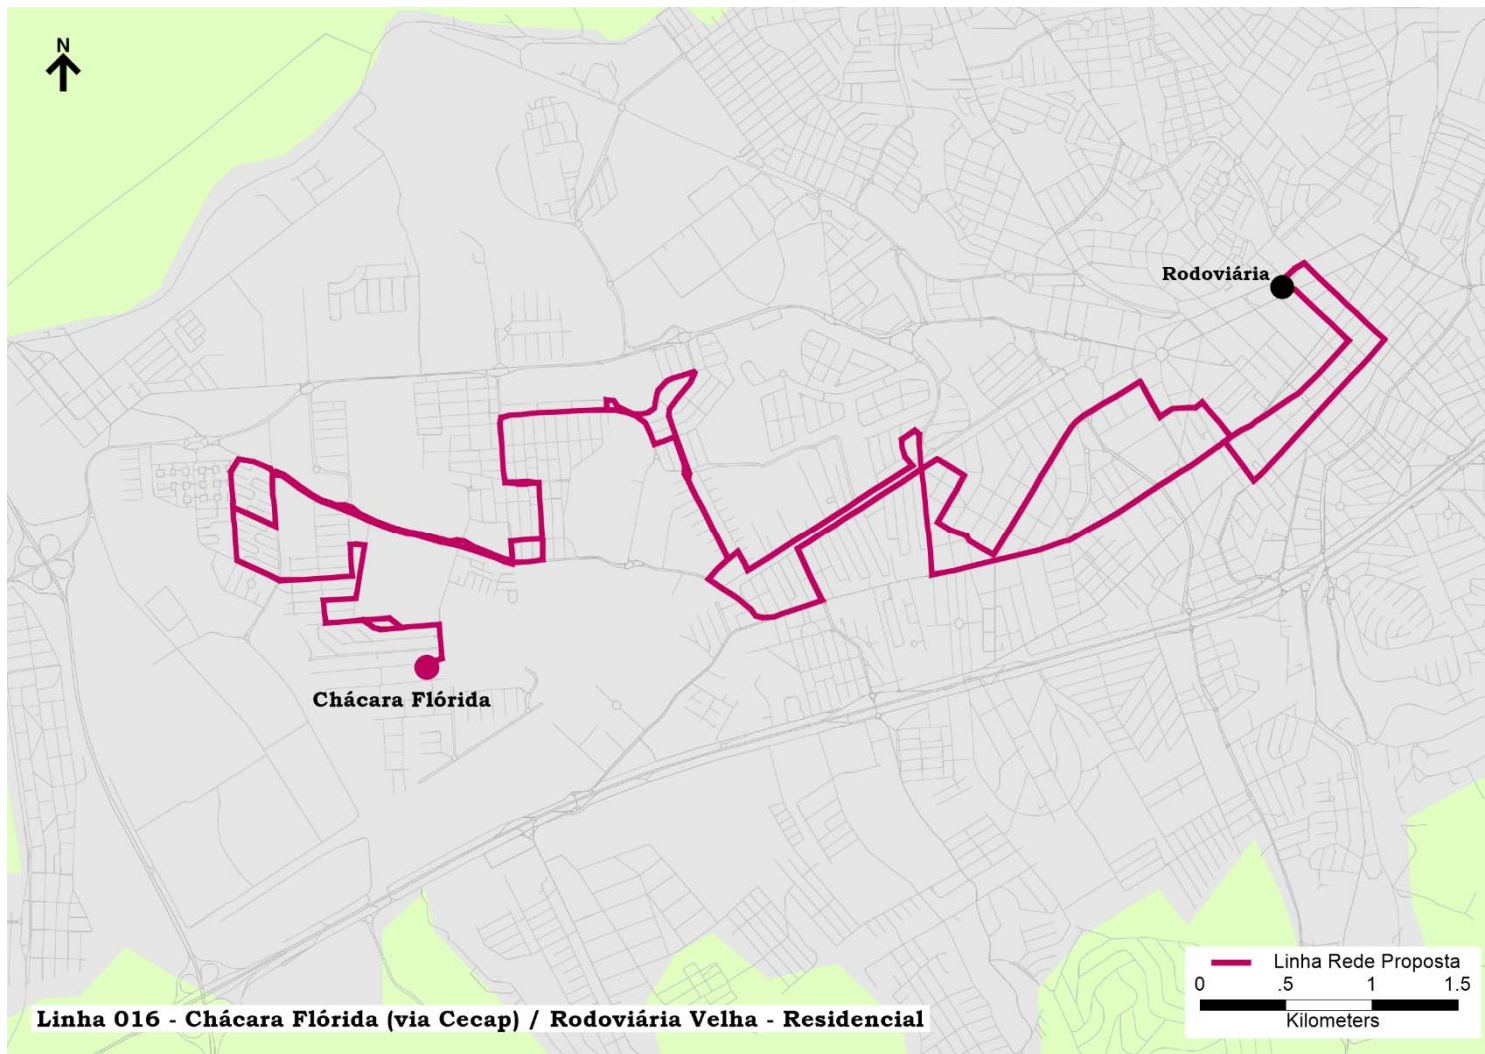 N
Rodoviária
Chácara Flórida
Linha Rede Proposta
0 .5 1 1.5
Kilometers
Linha 016 - Chácara Flórida (via Cecap) / Rodoviária Velha - Residencial